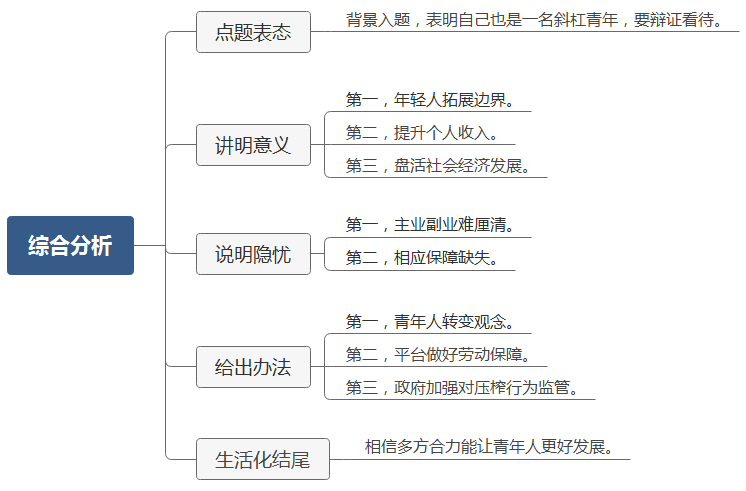 综合分析
点题表态
背景入题，表明自己也是一名斜杠青年，要辩证看待。
讲明意义
第一，年轻人拓展边界。
第二，提升个人收入。
第三，盘活社会经济发展。
说明隐忧
第一，主业副业难厘清。
第二，相应保障缺失。
给出办法
第一，青年人转变观念。
第二，平台做好劳动保障。
第三，政府加强对压榨行为监管。
生活化结尾
相信多方合力能让青年人更好发展。